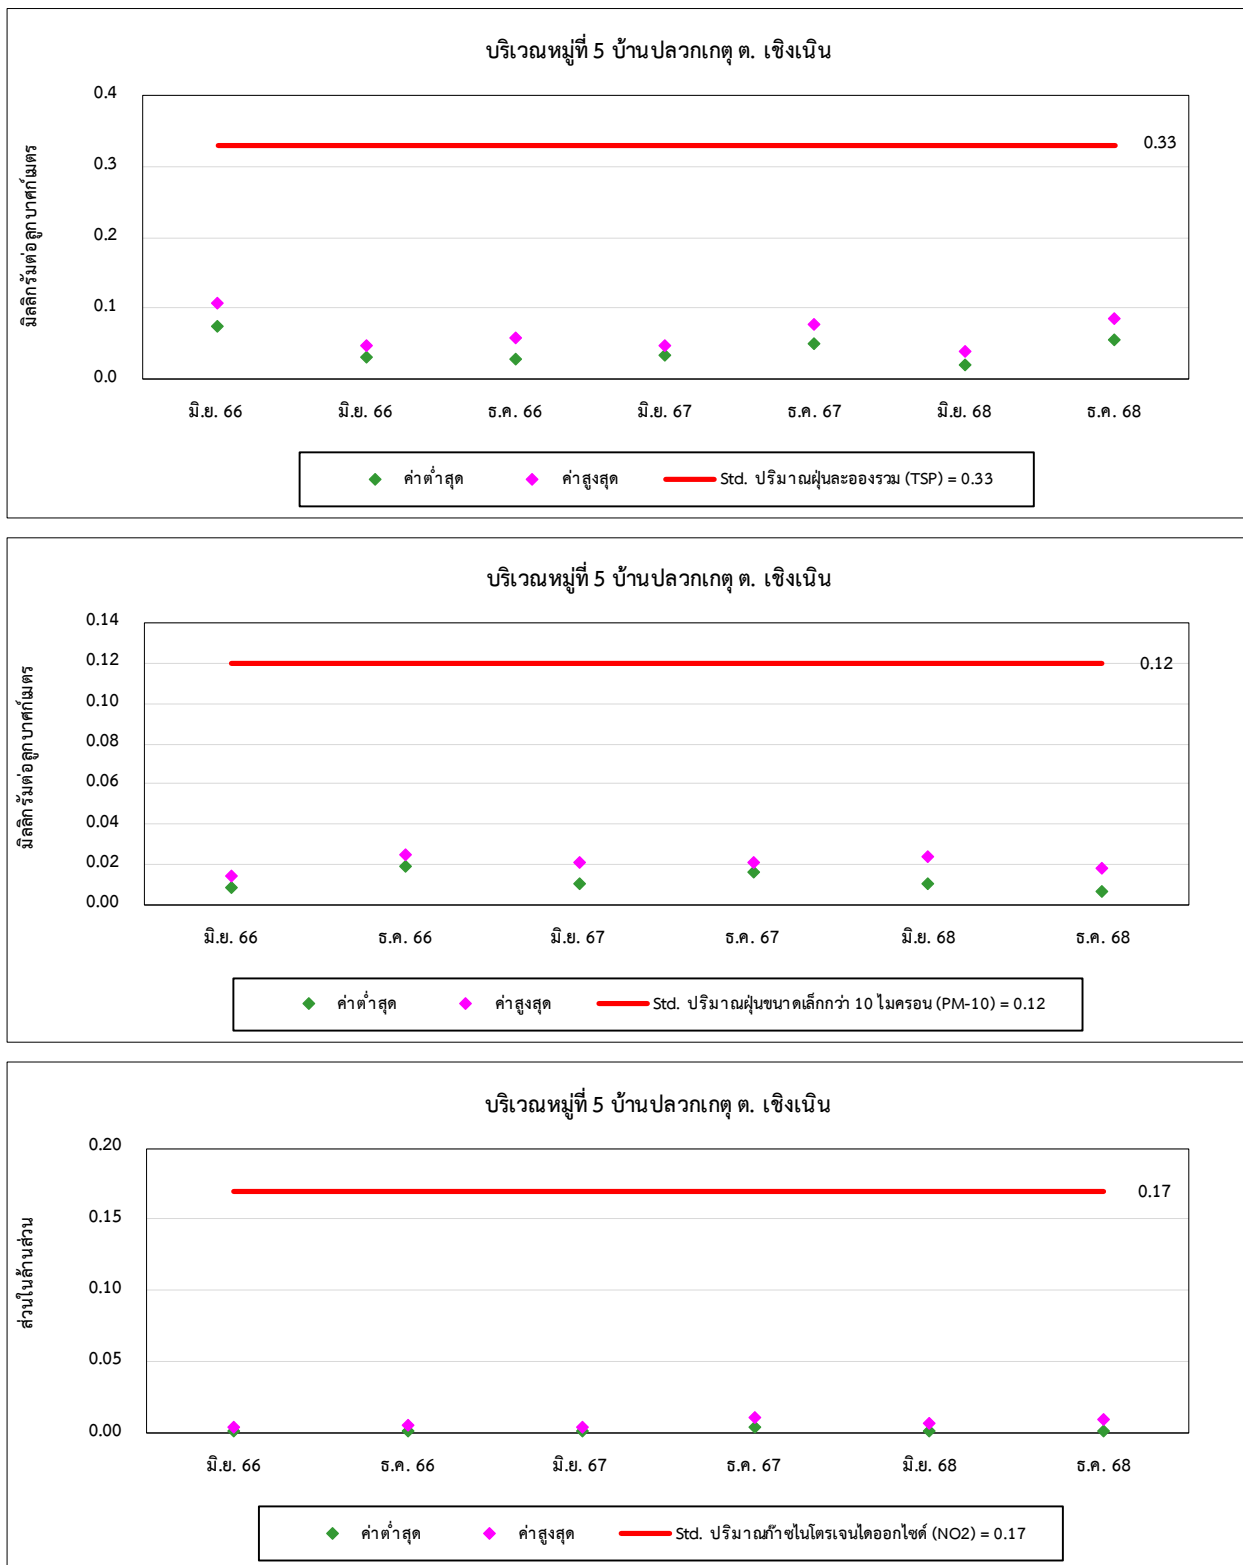 บริเวณหมู่ที่ 5 บ้านปลวกเกตุ ต. เชิงเนิน
มิลลิกรัมต่อลูกบาศก์เมตร
0.4
0.3
0.2
0.1
0.0
0.33
มิ.ย. 66 มิ.ย. 66 ธ.ค. 66 มิ.ย. 67 ธ.ค. 67 มิ.ย. 68 ธ.ค. 68
ค่าต่ำสุด ค่าสูงสุด Std. ปริมาณฝุ่นละอองรวม (TSP) = 0.33
บริเวณหมู่ที่ 5 บ้านปลวกเกตุ ต. เชิงเนิน
มิลลิกรัมต่อลูกบาศก์เมตร
0.14
0.12
0.10
0.08
0.06
0.04
0.02
0.00
0.12
มิ.ย. 66 ธ.ค. 66 มิ.ย. 67 ธ.ค. 67 มิ.ย. 68 ธ.ค. 68
ค่าต่ำสุด ค่าสูงสุด Std. ปริมาณฝุ่นขนาดเล็กกว่า 10 ไมครอน (PM-10) = 0.12
บริเวณหมู่ที่ 5 บ้านปลวกเกตุ ต. เชิงเนิน
ส่วนในล้านส่วน
0.20
0.15
0.10
0.05
0.00
0.17
มิ.ย. 66 ธ.ค. 66 มิ.ย. 67 ธ.ค. 67 มิ.ย. 68 ธ.ค. 68
ค่าต่ำสุด ค่าสูงสุด Std. ปริมาณก๊าซไนโตรเจนไดออกไซด์ (NO2) = 0.17